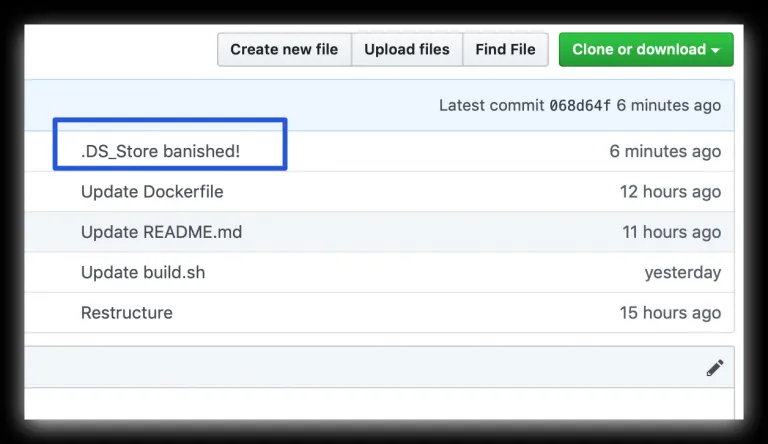 Create new file Upload files Find File Clone or download
Latest commit 068d64f 6 minutes ago
.DS_Store banished! 6 minutes ago
Update Dockerfile 12 hours ago
Update README.md 11 hours ago
Update build.sh yesterday
Restructure 15 hours ago